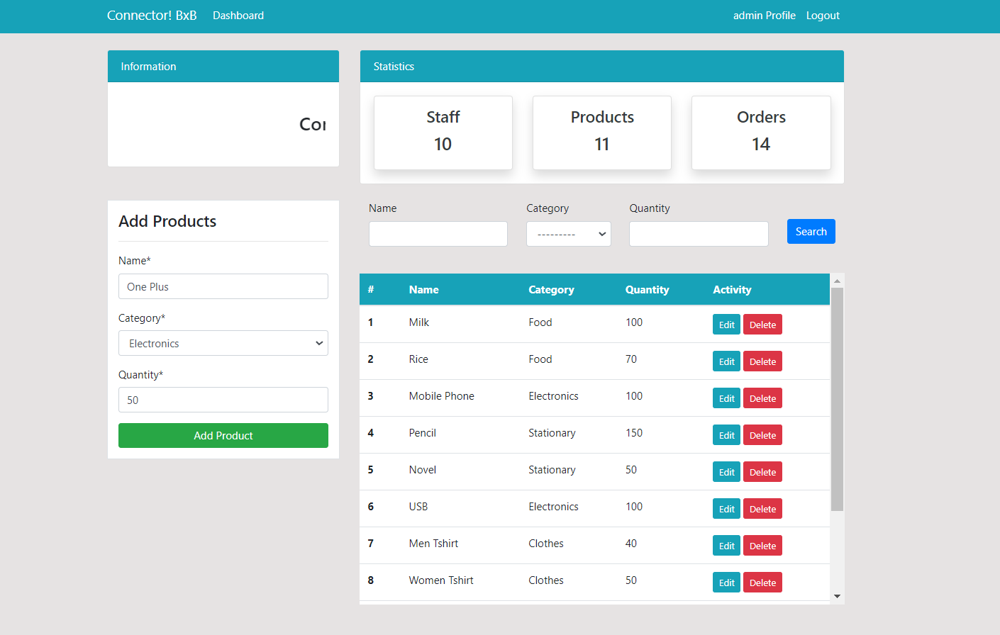 Connector! BxB Dashboard admin Profile Logout
Information
Statistics
Staff
10
Products
11
Orders
14
Add Products
Name*
One Plus
Category*
Electronics
Quantity*
50
Add Product
Name Category Quantity
--------- Search
# Name Category Quantity Activity
1 Milk Food 100 Edit Delete
2 Rice Food 70 Edit Delete
3 Mobile Phone Electronics 100 Edit Delete
4 Pencil Stationary 150 Edit Delete
5 Novel Stationary 50 Edit Delete
6 USB Electronics 100 Edit Delete
7 Men Tshirt Clothes 40 Edit Delete
8 Women Tshirt Clothes 50 Edit Delete